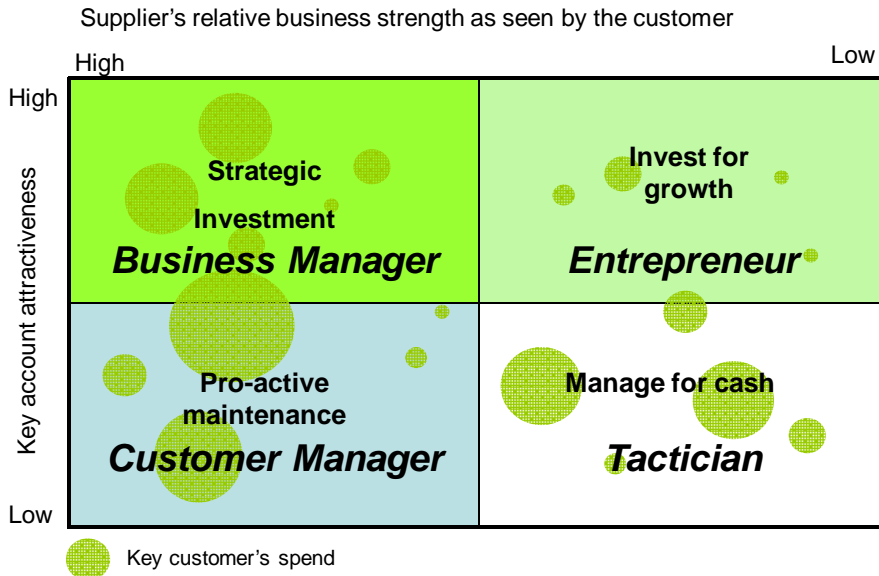 Supplier’s relative business strength as seen by the customer
High
Low
High
Key account attractiveness
Low
Strategic
Investment
Business Manager
Invest for
growth
Entrepreneur
Pro-active
maintenance
Customer Manager
Manage for cash
Tactician
Key customer’s spend